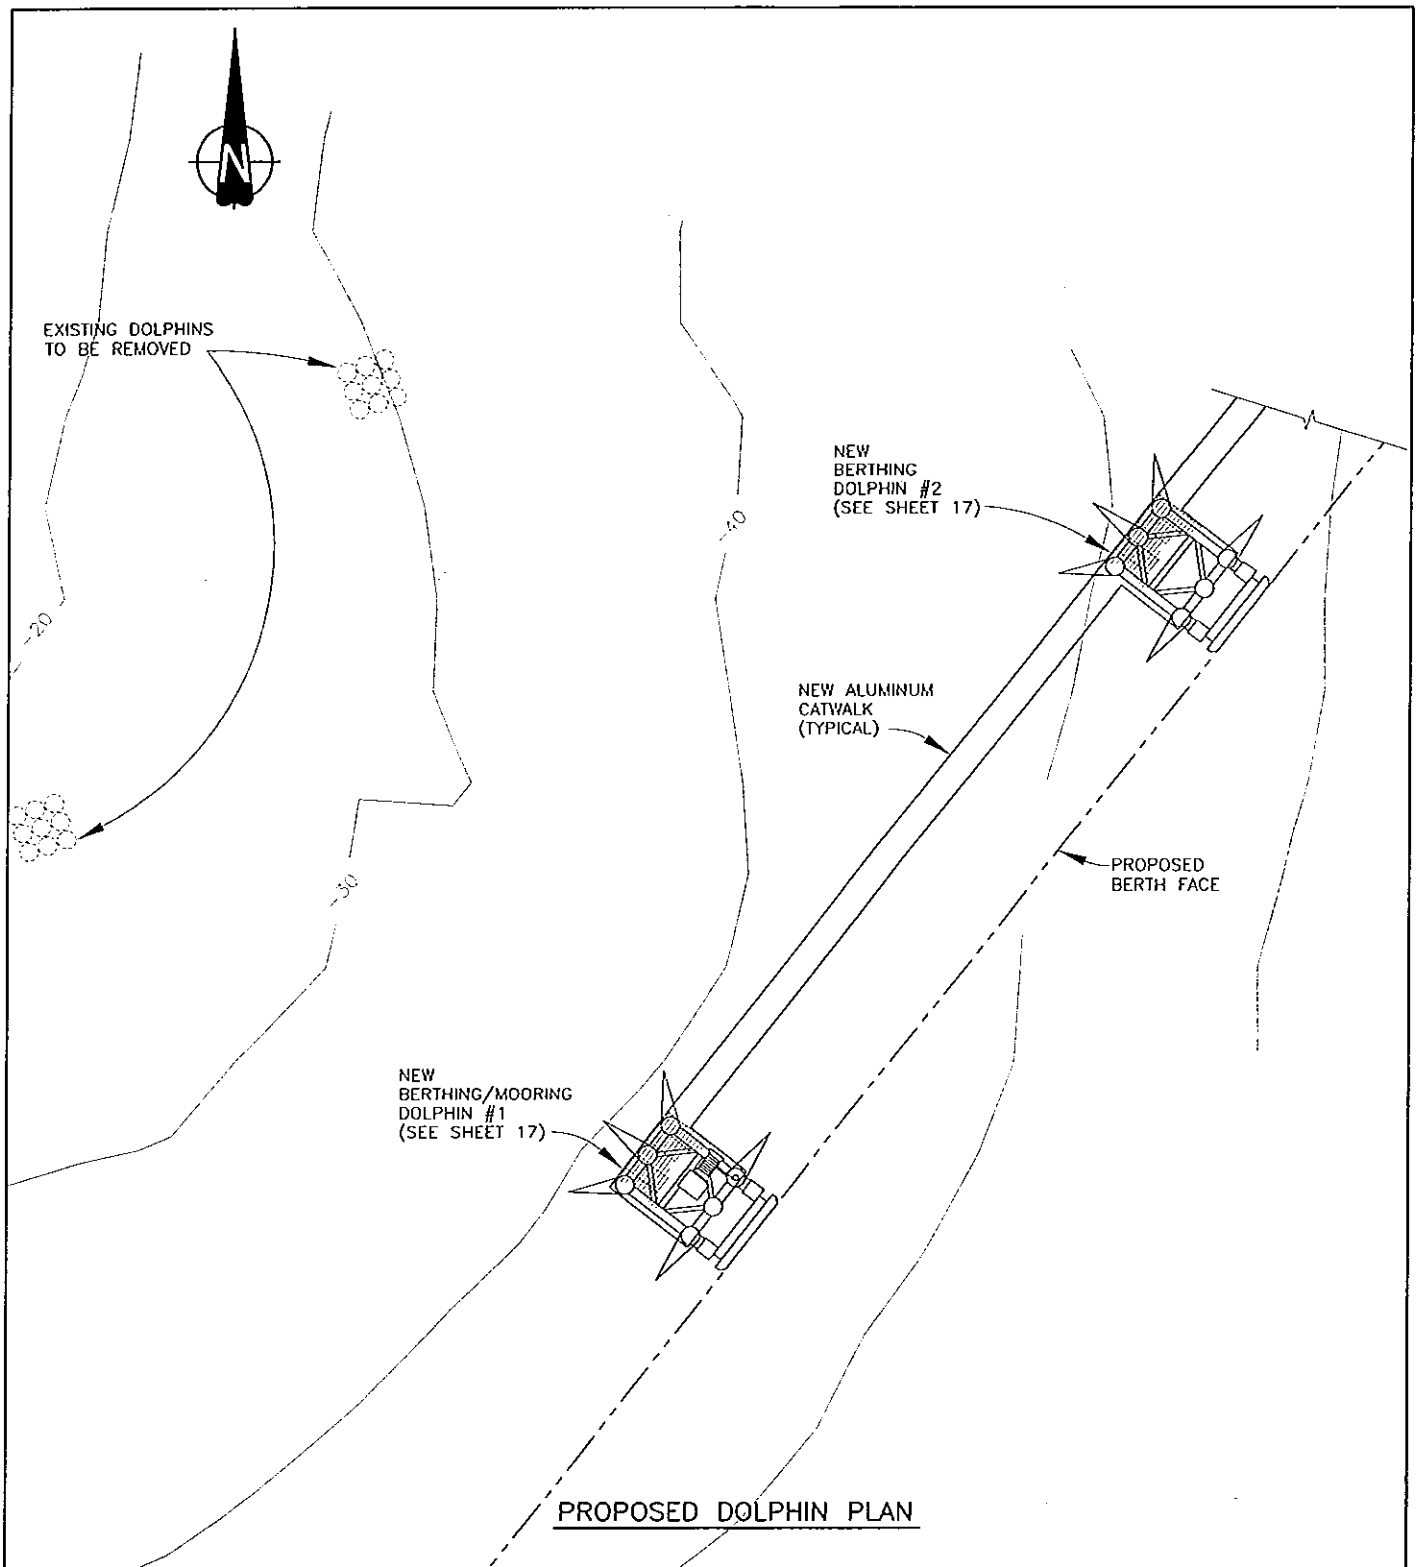 N
EXISTING DOLPHINS
TO BE REMOVED
NEW
BERTHING
DOLPHIN #2
(SEE SHEET 17)
-40
-20
NEW ALUMINUM
CATWALK
(TYPICAL)
PROPOSED
BERTH FACE
-30
NEW
BERTHING/MOORING
DOLPHIN #1
(SEE SHEET 17)
PROPOSED DOLPHIN PLAN